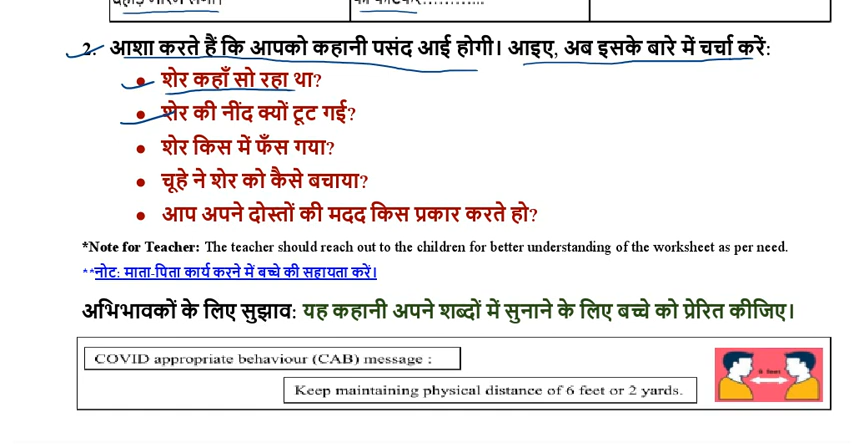 2. आशा करते हैं कि आपको कहानी पसंद आई होगी। आइए, अब इसके बारे में चर्चा करें:
● शेर कहाँ सो रहा था?
● शेर की नींद क्यों टूट गई?
● शेर किस में फँस गया?
● चूहे ने शेर को कैसे बचाया?
● आप अपने दोस्तों की मदद किस प्रकार करते हो?
*Note for Teacher: The teacher should reach out to the children for better understanding of the worksheet as per need.
**नोट: माता-पिता कार्य करने में बच्चे की सहायता करें।
अभिभावकों के लिए सुझाव: यह कहानी अपने शब्दों में सुनाने के लिए बच्चे को प्रेरित कीजिए।
COVID appropriate behaviour (CAB) message :
Keep maintaining physical distance of 6 feet or 2 yards.
6 feet